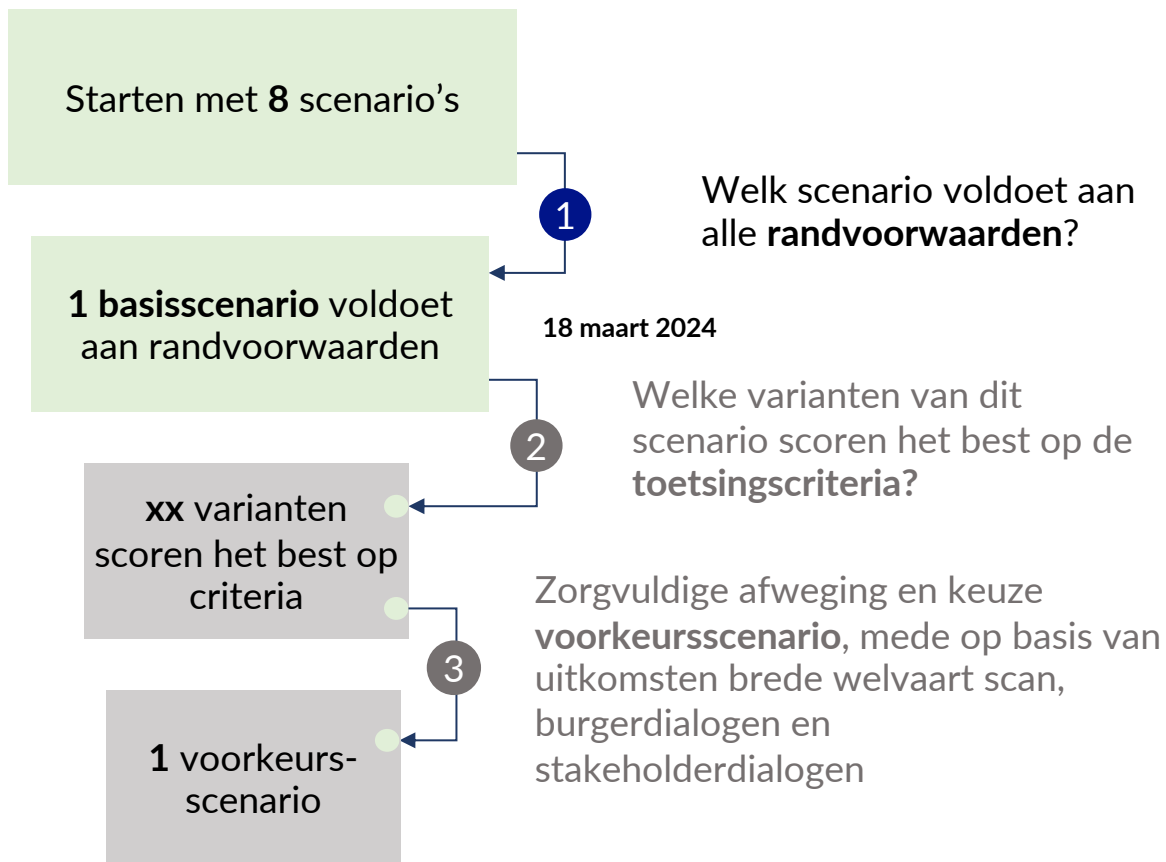 Starten met 8 scenario’s
1
Welk scenario voldoet aan
alle randvoorwaarden?
1 basisscenario voldoet
aan randvoorwaarden
18 maart 2024
2
Welke varianten van dit
scenario scoren het best op de
toetsingscriteria?
xx varianten
scoren het best op
criteria
3
Zorgvuldige afweging en keuze
voorkeursscenario, mede op basis van
uitkomsten brede welvaart scan,
burgerdialogen en
stakeholderdialogen
1 voorkeurs-
scenario